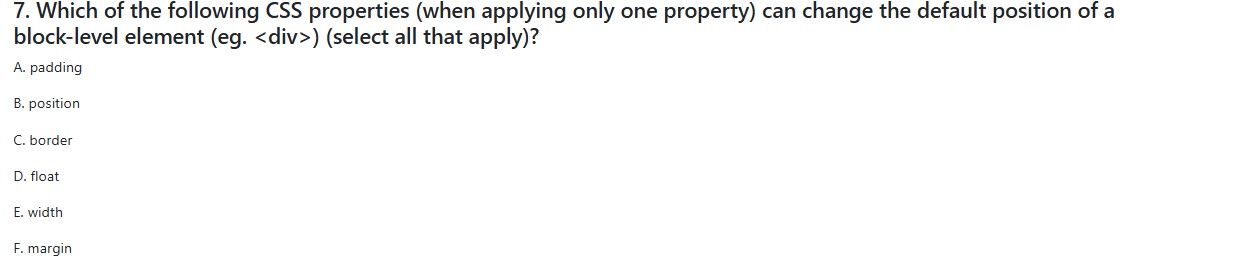 7. Which of the following CSS properties (when applying only one property) can change the default position of a
block-level element (eg. <div>) (select all that apply)?
A. padding
B. position
C. border
D. float
E. width
F. margin